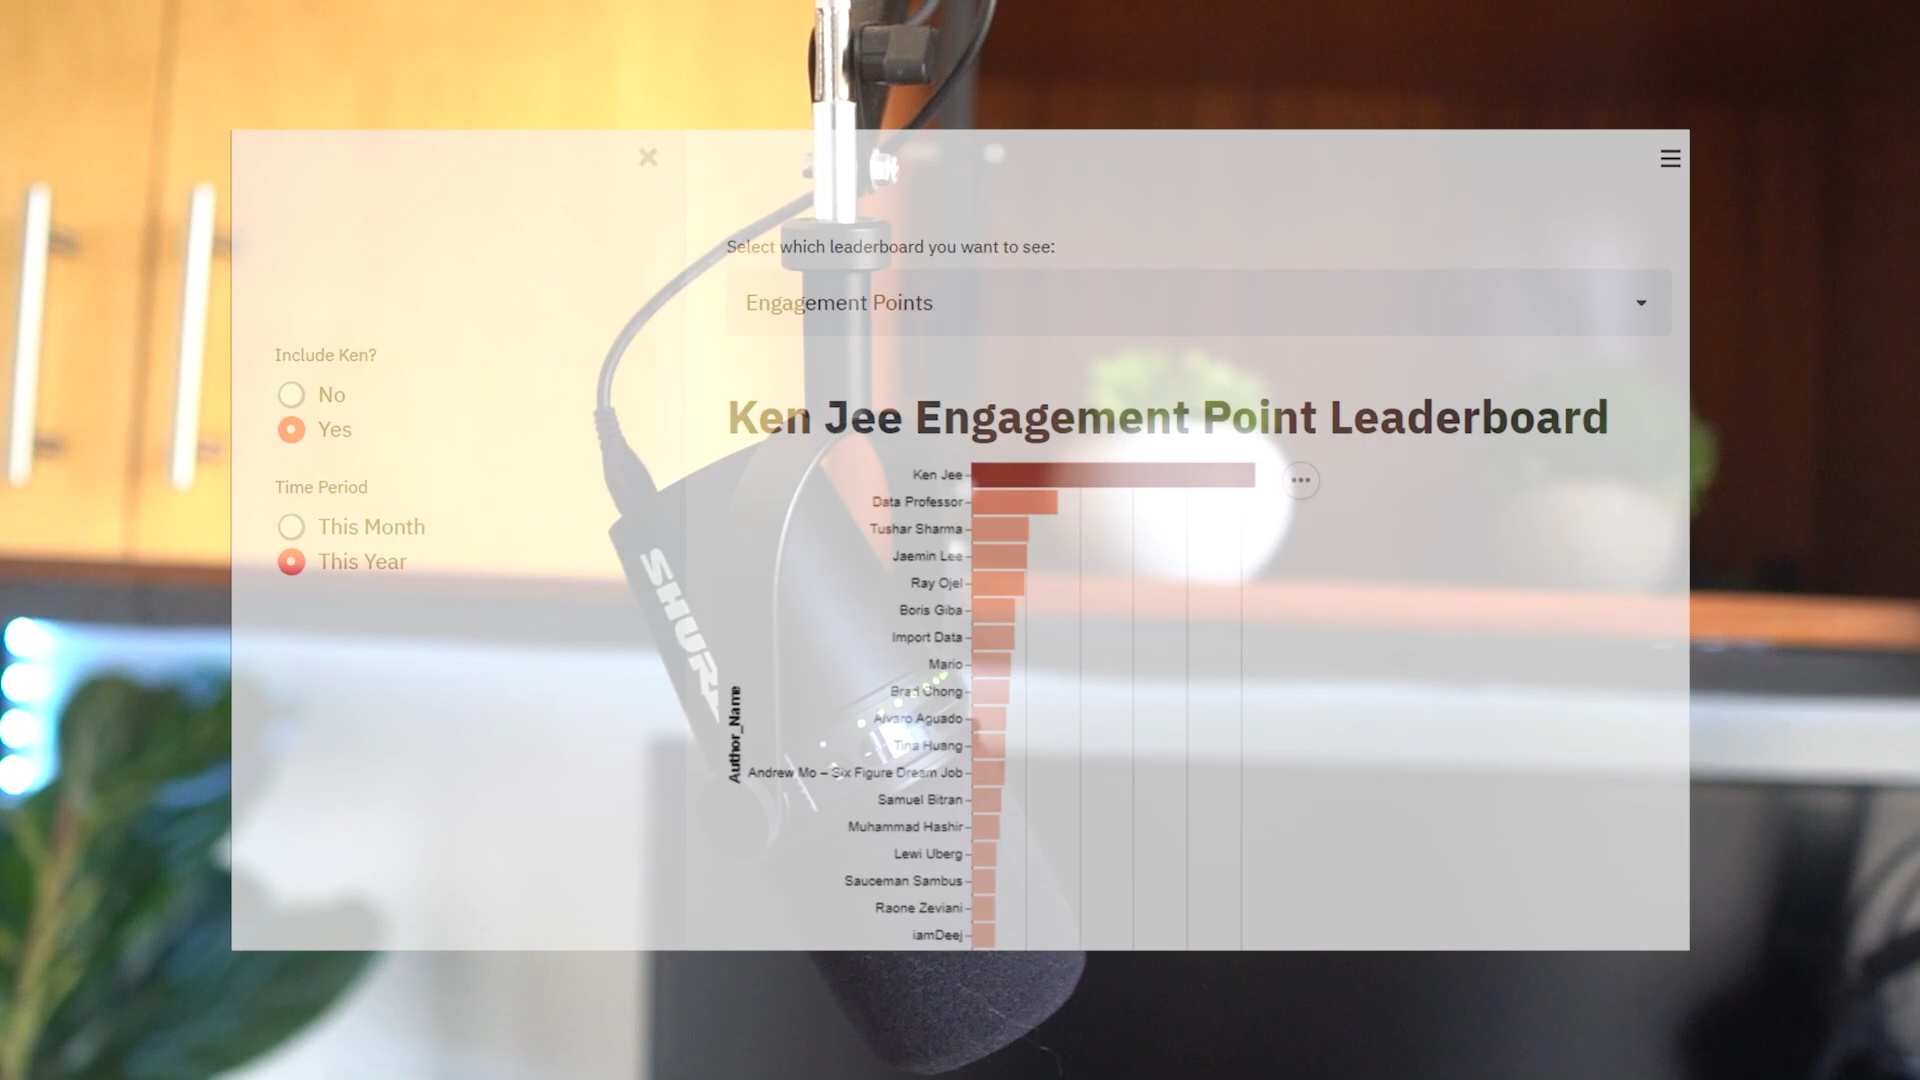 Select which leaderboard you want to see:
Engagement Points
Include Ken?
No
Yes
Time Period
This Month
This Year
Ken Jee Engagement Point Leaderboard
Author_Name
Ken Jee
Data Professor
Tushar Sharma
Jaemin Lee
Ray Ojel
Boris Giba
Import Data
Mario
Brad Chong
Alvaro Aguado
Tina Huang
Andrew Mo – Six Figure Dream Job
Samuel Bitran
Muhammad Hashir
Lewi Uberg
Sauceman Sambus
Raone Zeviani
iamDeej
SHURE